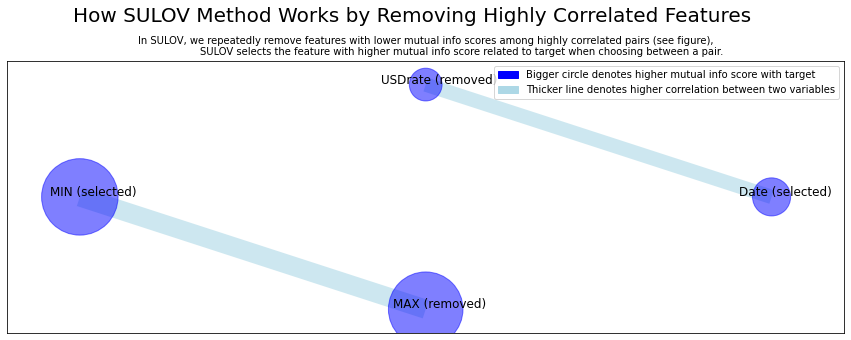 How SULOV Method Works by Removing Highly Correlated Features
In SULOV, we repeatedly remove features with lower mutual info scores among highly correlated pairs (see figure),
SULOV selects the feature with higher mutual info score related to target when choosing between a pair.
Bigger circle denotes higher mutual info score with target
Thicker line denotes higher correlation between two variables
USDrate (removed)
MIN (selected)
Date (selected)
MAX (removed)